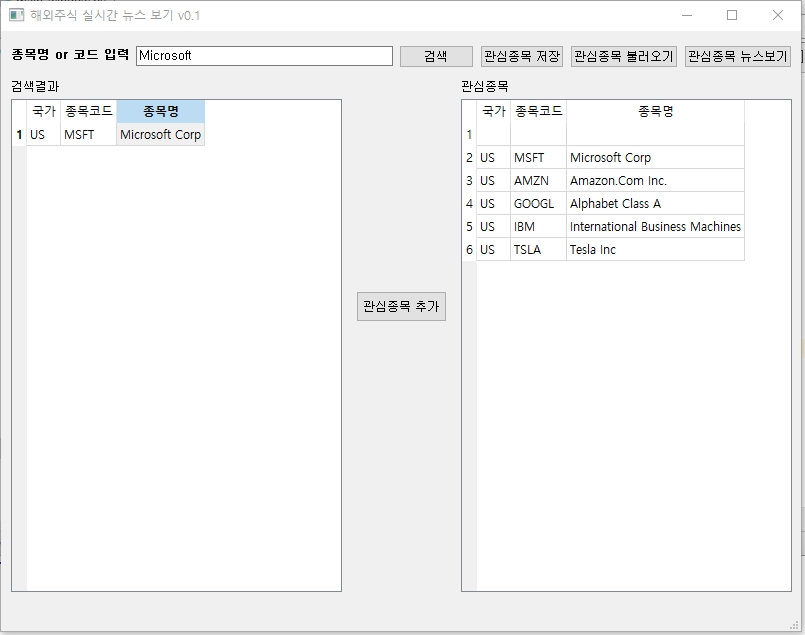 해외주식 실시간 뉴스 보기 v0.1
종목명 or 코드 입력 Microsoft 검색 관심종목 저장 관심종목 불러오기 관심종목 뉴스보기
검색결과
국가 종목코드 종목명
1 US MSFT Microsoft Corp
관심종목 추가
관심종목
국가 종목코드 종목명
1
2 US MSFT Microsoft Corp
3 US AMZN Amazon.Com Inc.
4 US GOOGL Alphabet Class A
5 US IBM International Business Machines
6 US TSLA Tesla Inc